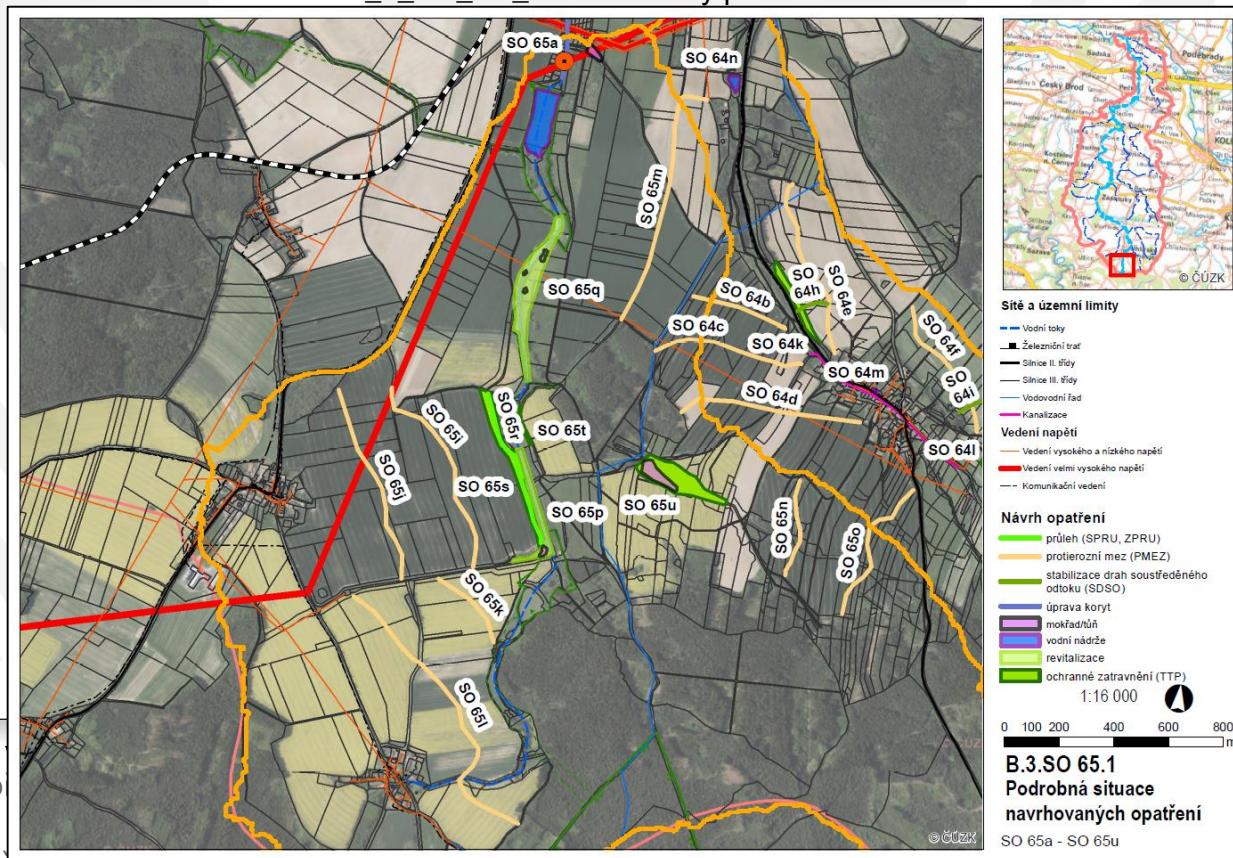 SO 65a
SO 64n
SO 65m
SO 65q
SO 64h
SO 64e
SO 64b
SO 64c
SO 64k
SO 64f
SO 64m
SO 64i
SO 64d
SO 65r
SO 65i
SO 65t
SO 64l
SO 65j
SO 65s
SO 65p
SO 65u
SO 65n
SO 65o
SO 65k
SO 65l
© ČÚZK
Poděbrady
Český Brod
Sadská
Zásmuky
© ČÚZK
Sítě a územní limity
Vodní toky
Železniční trať
Silnice II. třídy
Silnice III. třídy
Vodovodní řad
Kanalizace
Vedení napětí
Vedení vysokého a nízkého napětí
Vedení velmi vysokého napětí
Komunikační vedení
Návrh opatření
průleh (SPRU, ZPRU)
protierozní mez (PMEZ)
stabilizace drah soustředěného
odtoku (SDSO)
úprava koryt
mokřad/tůň
vodní nádrže
revitalizace
ochranné zatravnění (TTP)
1:16 000
0 100 200 300 400 600 800
m
B.3.SO 65.1
Podrobná situace
navrhovaných opatření
SO 65a - SO 65u